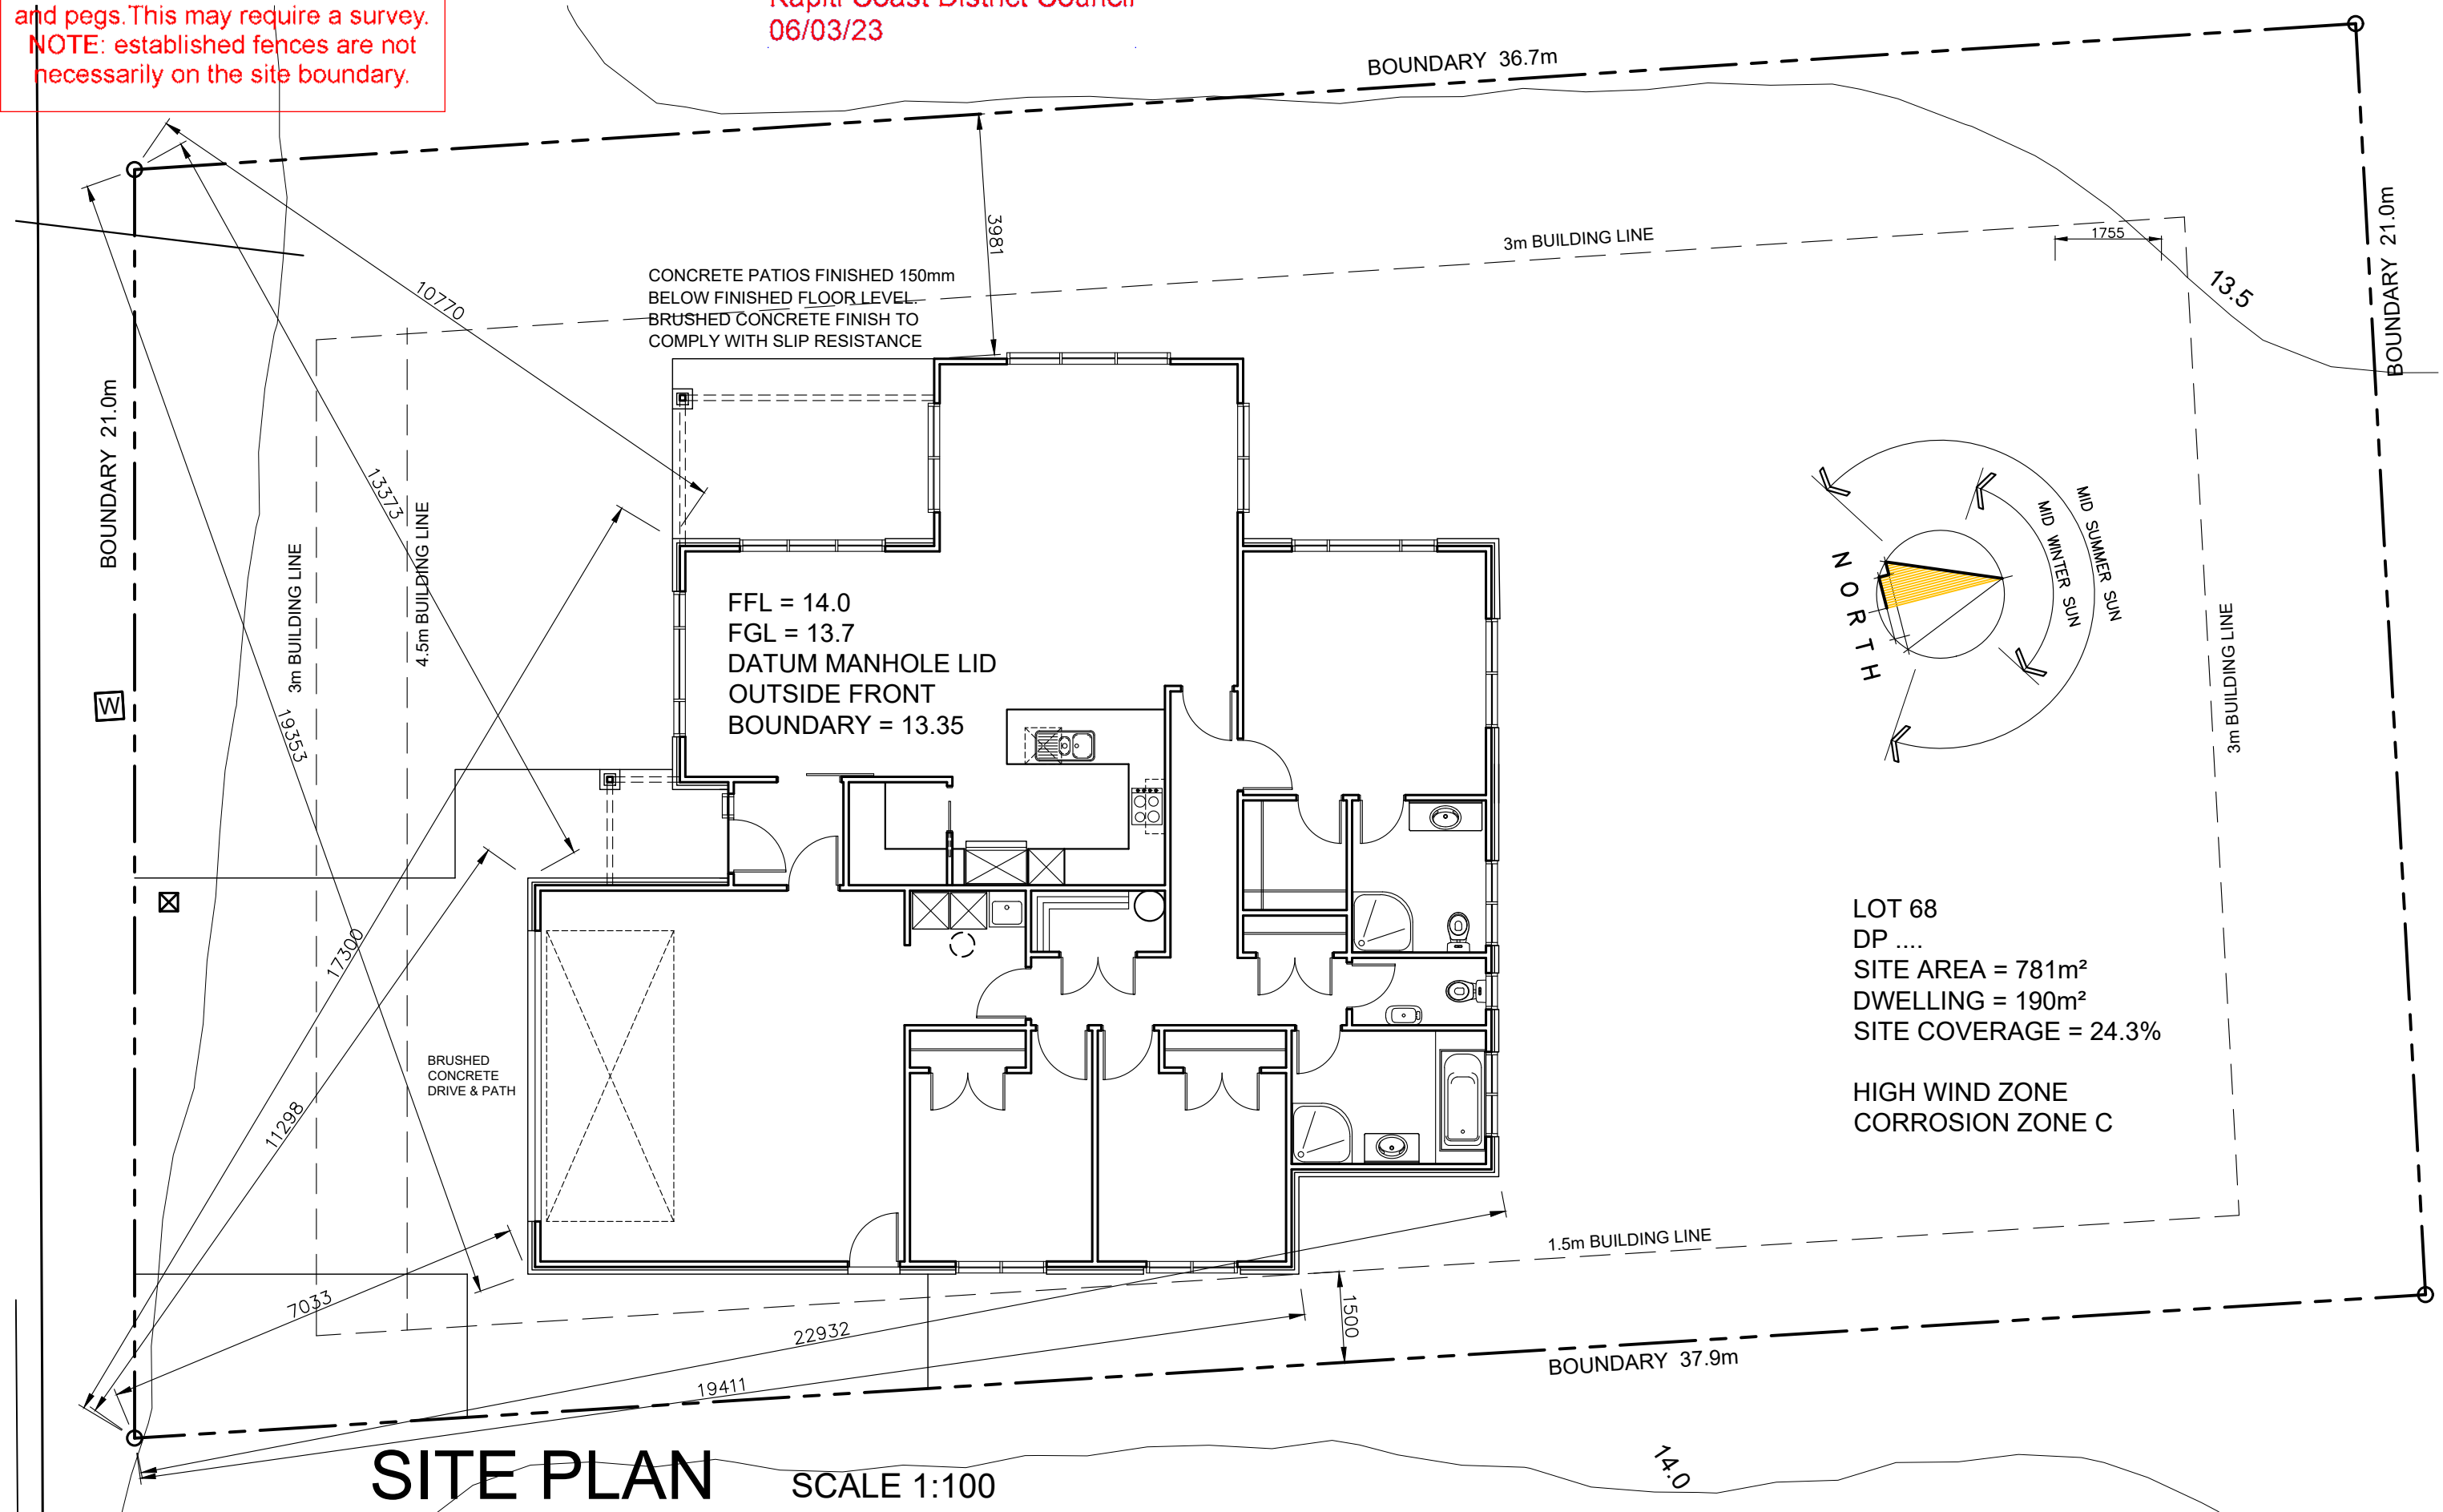 and pegs.This may require a survey.
NOTE: established fences are not
necessarily on the site boundary.
Kapiti Coast District Council
06/03/23
BOUNDARY 36.7m
BOUNDARY 21.0m
3981
3m BUILDING LINE
1755
13.5
BOUNDARY 21.0m
CONCRETE PATIOS FINISHED 150mm
BELOW FINISHED FLOOR LEVEL.
BRUSHED CONCRETE FINISH TO
COMPLY WITH SLIP RESISTANCE
10770
13373
19353
3m BUILDING LINE
4.5m BUILDING LINE
W
FFL = 14.0
FGL = 13.7
DATUM MANHOLE LID
OUTSIDE FRONT
BOUNDARY = 13.35
NORTH
MID WINTER SUN
MID SUMMER SUN
3m BUILDING LINE
LOT 68
DP ....
SITE AREA = 781m²
DWELLING = 190m²
SITE COVERAGE = 24.3%
HIGH WIND ZONE
CORROSION ZONE C
17300
11298
7033
BRUSHED
CONCRETE
DRIVE & PATH
1.5m BUILDING LINE
1500
22932
19411
BOUNDARY 37.9m
14.0
SITE PLAN
SCALE 1:100